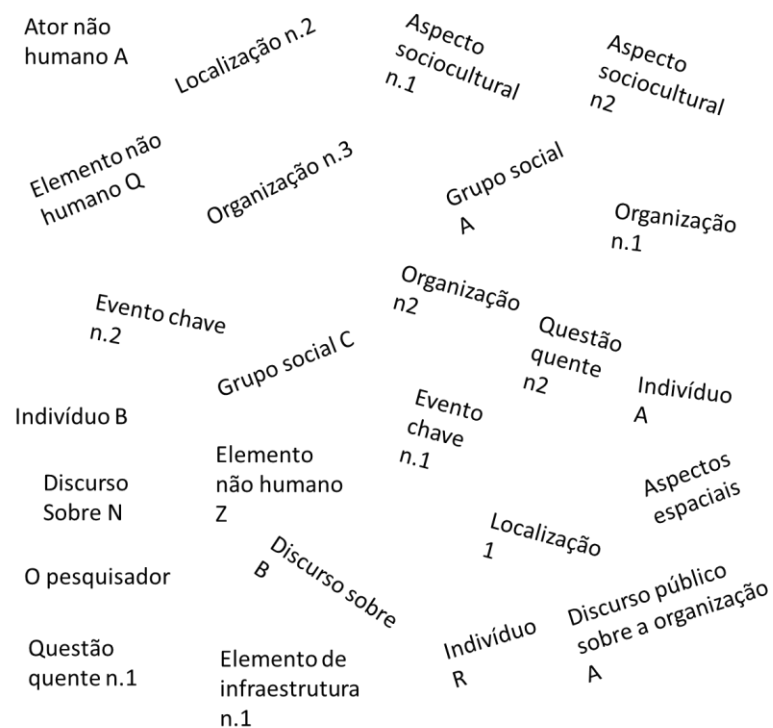 Ator não
humano A
Localização n.2
Aspecto
sociocultural
n.1
Aspecto
sociocultural
n2
Elemento não
humano Q
Organização n.3
Grupo social
A
Organização
n.1
Evento chave
n.2
Organização
n2
Questão
quente
n2
Grupo social C
Indivíduo
A
Indivíduo B
Evento
chave
n.1
Discurso
Sobre N
Elemento
não humano
Z
Aspectos
espaciais
Localização
1
O pesquisador
Discurso sobre
B
Discurso público
sobre a organização
A
Questão
quente n.1
Elemento de
infraestrutura
n.1
Indivíduo
R